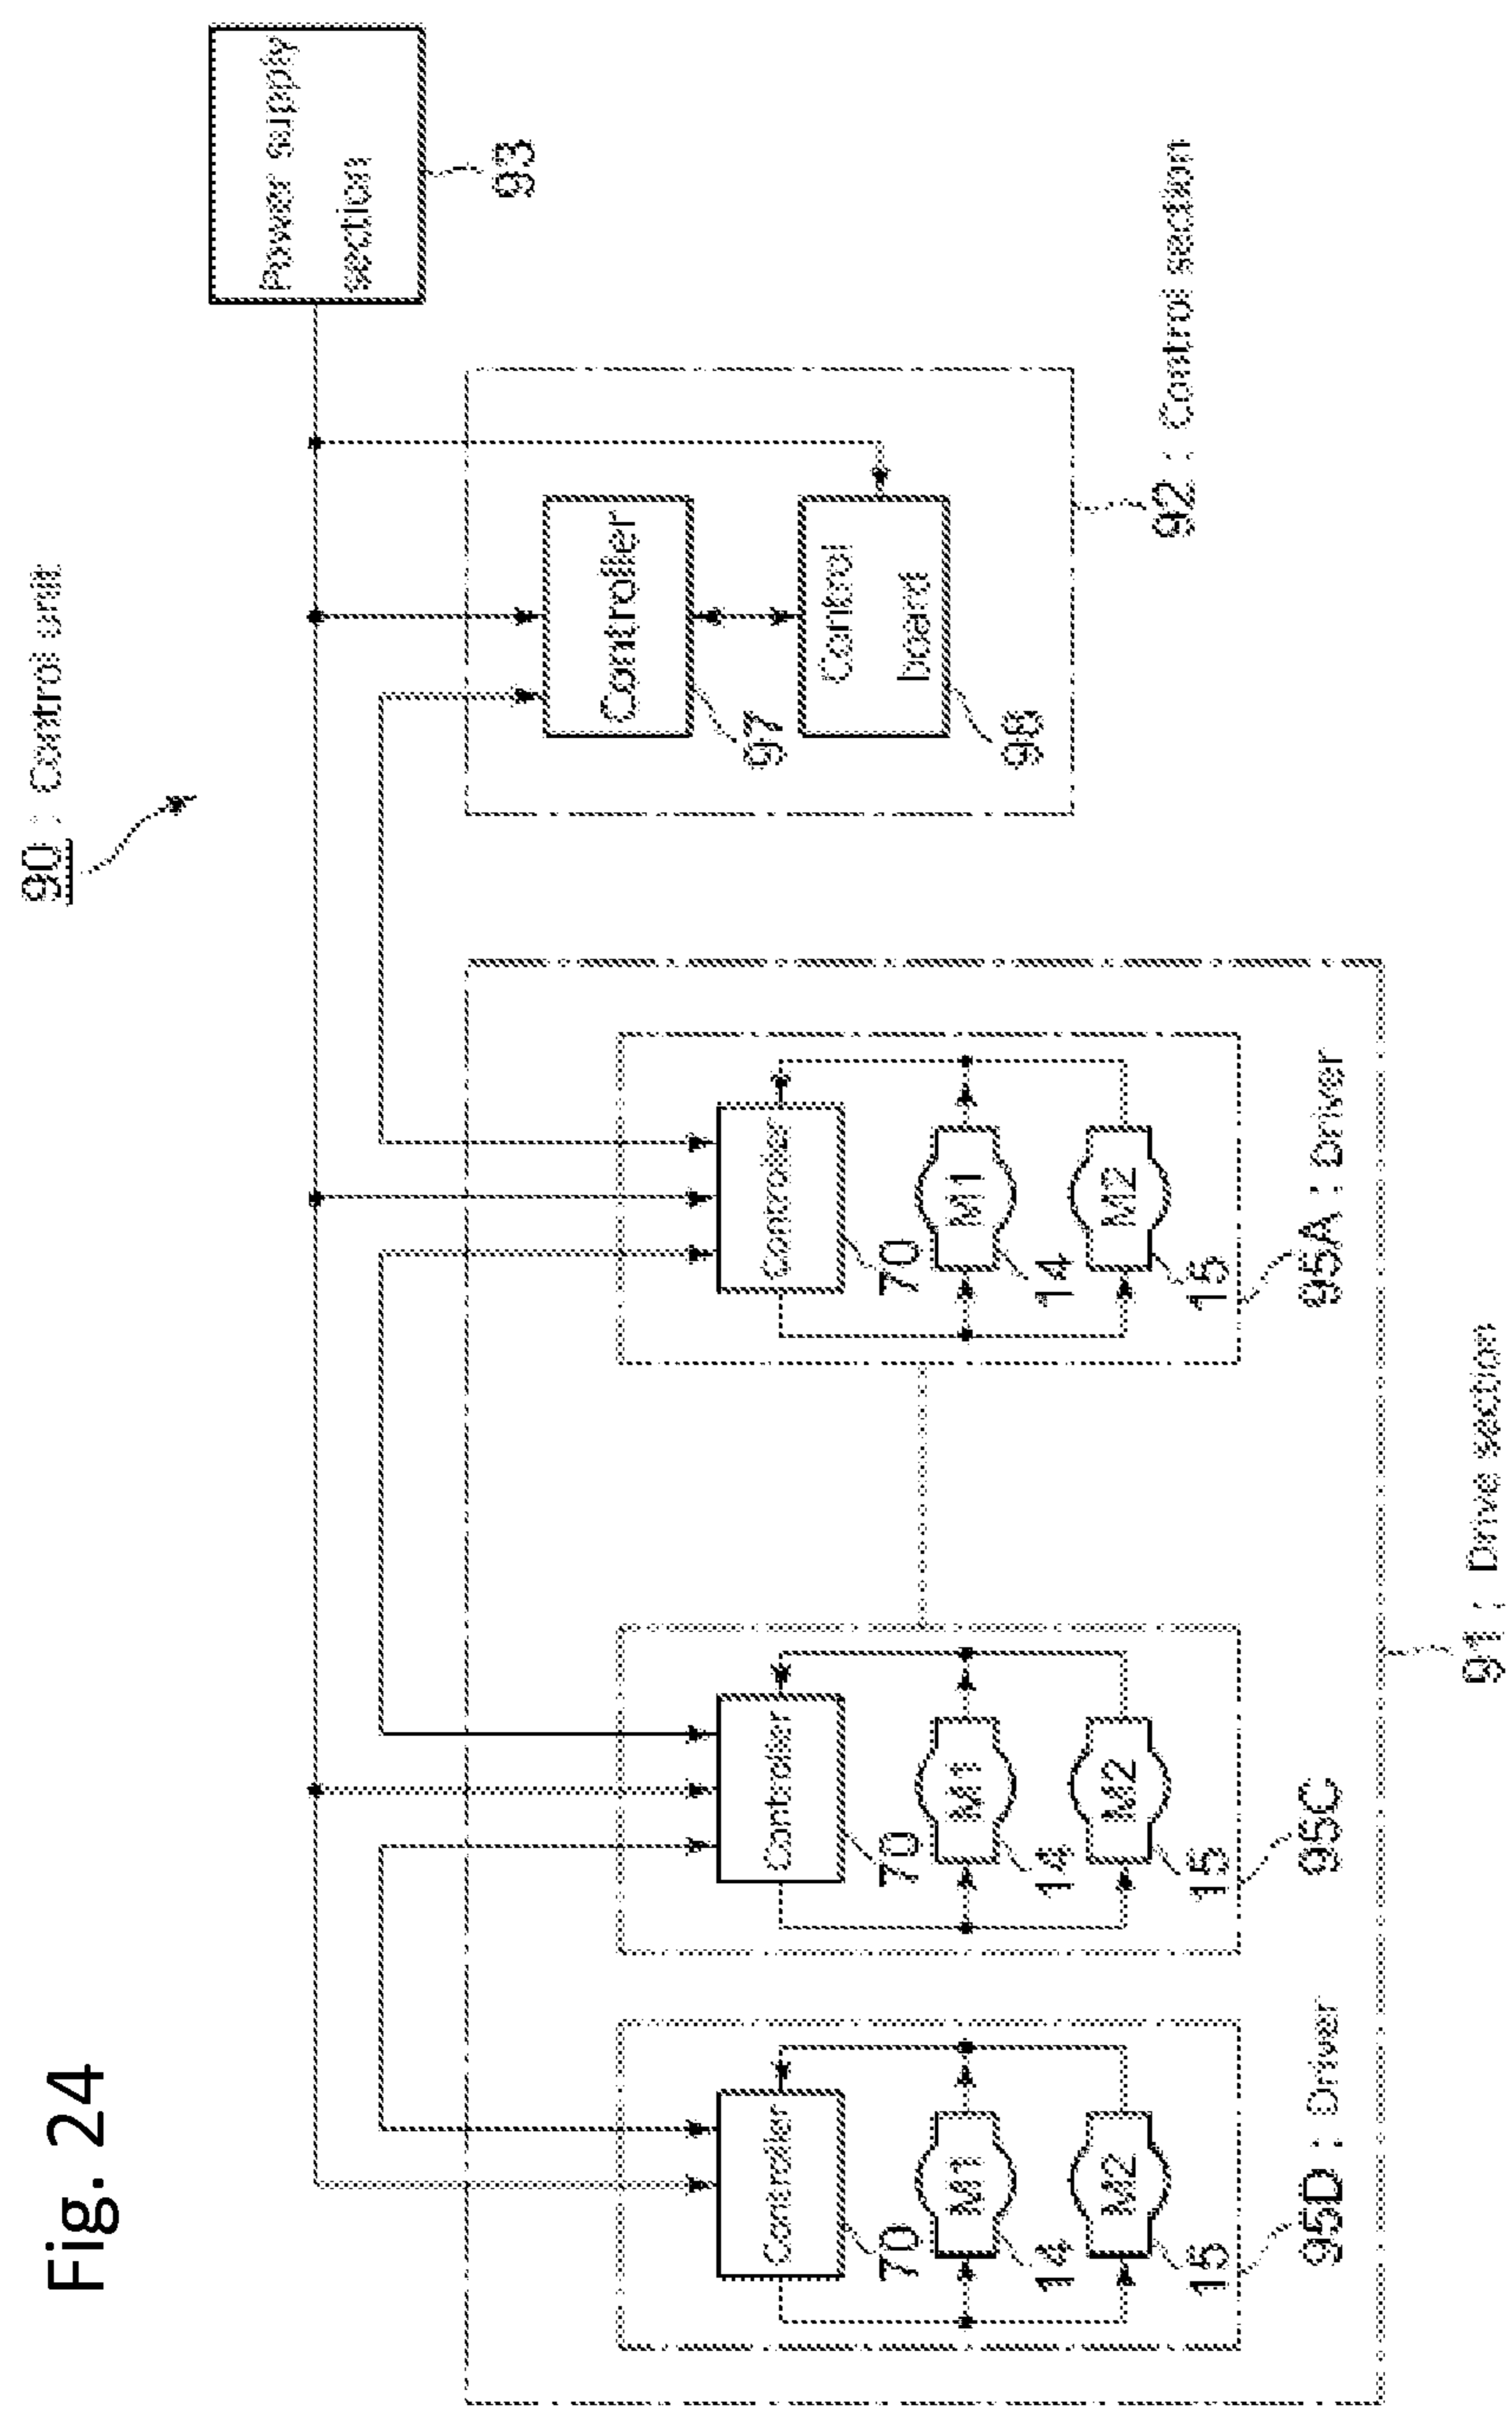 Fig. 24
90 : Control unit
Power supply
section
93
Controller
97
Control
board
98
92 : Control section
Controller
70
M1
14
M2
15
95D : Driver
Controller
70
M1
14
M2
15
95C
Controller
70
M1
14
M2
15
95A : Driver
91 : Drive section